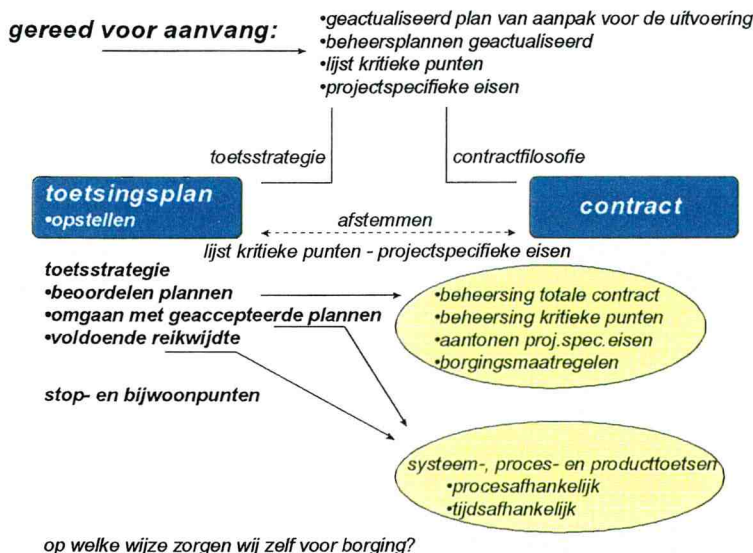 gereed voor aanvang:
•geactualiseerd plan van aanpak voor de uitvoering
•beheersplannen geactualiseerd
•lijst kritieke punten
•projectspecifieke eisen
toetsstrategie
contractfilosofie
toetsingsplan
•opstellen
contract
afstemmen
lijst kritieke punten - projectspecifieke eisen
toetsstrategie
•beoordelen plannen
•omgaan met geaccepteerde plannen
•voldoende reikwijdte
•beheersing totale contract
•beheersing kritieke punten
•aantonen proj.spec.eisen
•borgingsmaatregelen
stop- en bijwoonpunten
systeem-, proces- en producttoetsen
•procesafhankelijk
•tijdsafhankelijk
op welke wijze zorgen wij zelf voor borging?